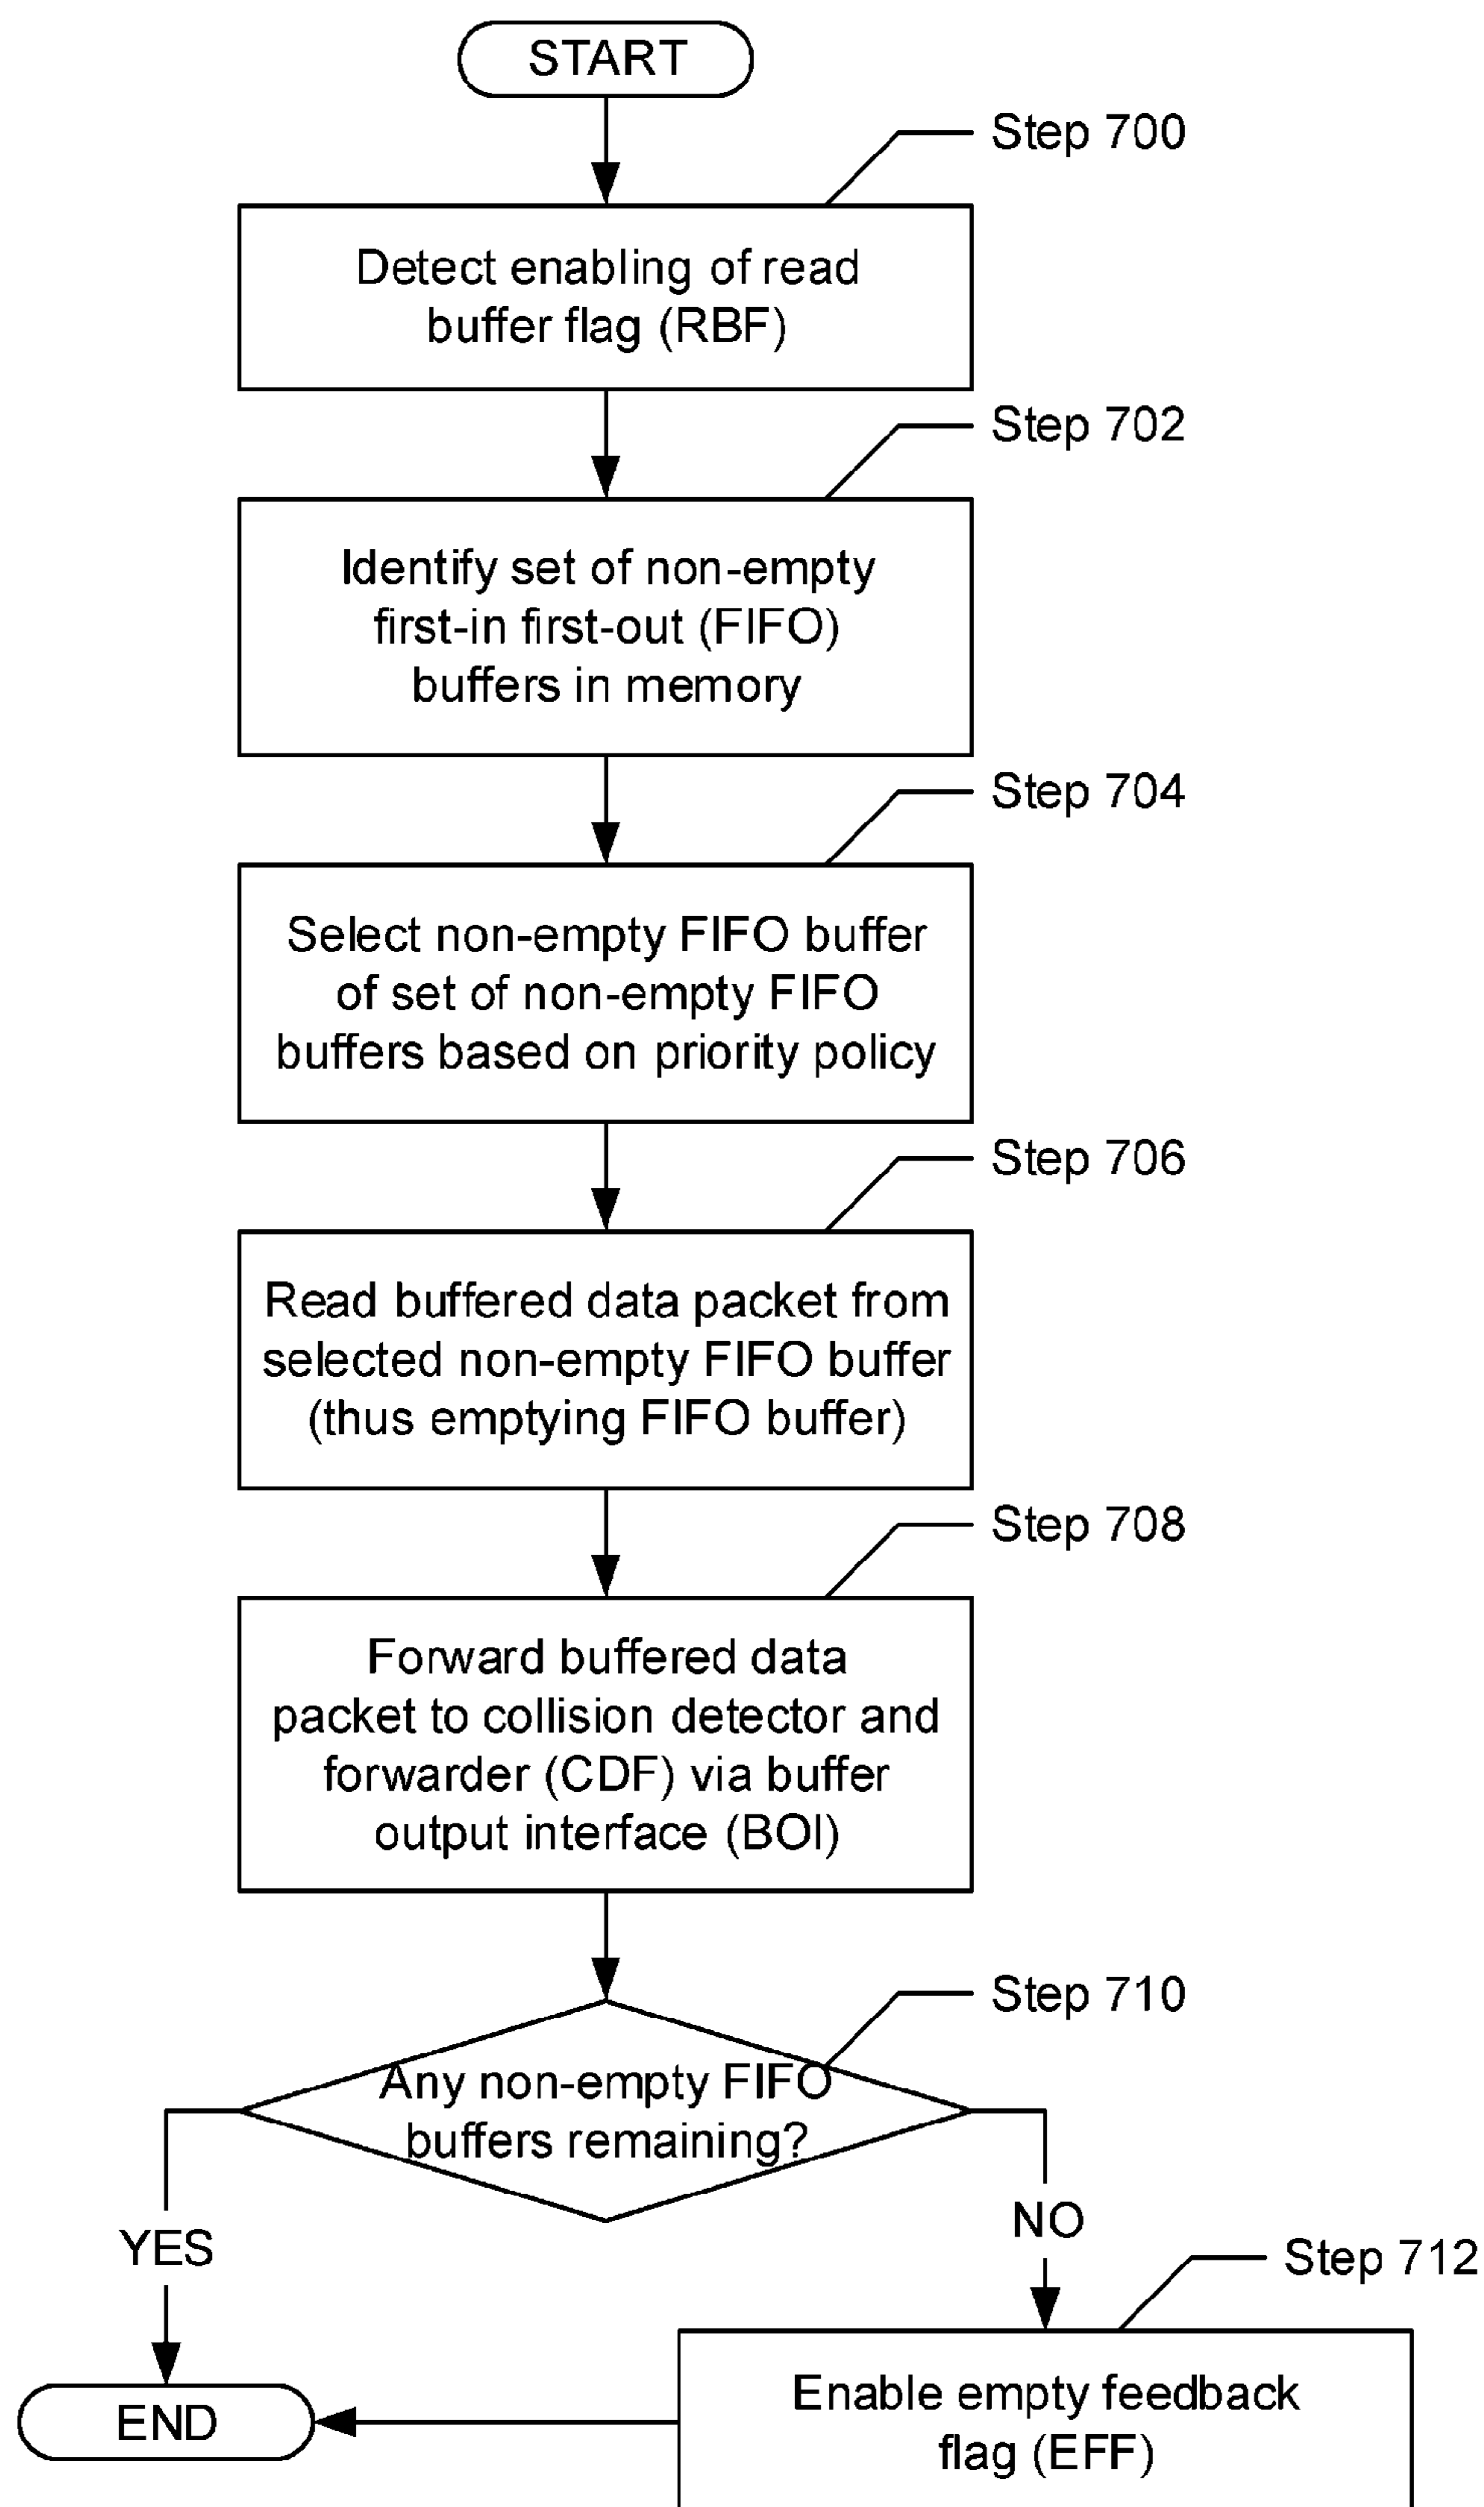 START
Step 700
Detect enabling of read
buffer flag (RBF)
Step 702
Identify set of non-empty
first-in first-out (FIFO)
buffers in memory
Step 704
Select non-empty FIFO buffer
of set of non-empty FIFO
buffers based on priority policy
Step 706
Read buffered data packet from
selected non-empty FIFO buffer
(thus emptying FIFO buffer)
Step 708
Forward buffered data
packet to collision detector and
forwarder (CDF) via buffer
output interface (BOI)
Step 710
Any non-empty FIFO
buffers remaining?
YES
NO
Step 712
Enable empty feedback
flag (EFF)
END